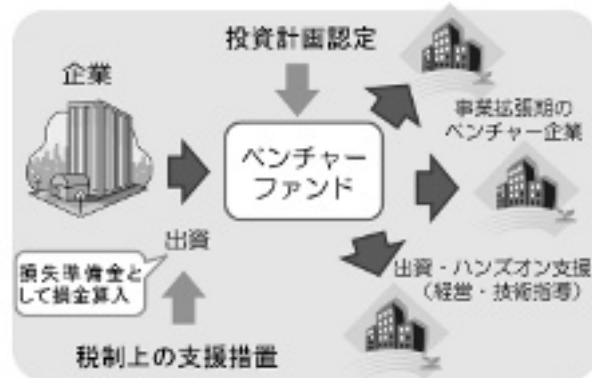 投資計画認定
企業
事業拡張期の
ベンチャー企業
ベンチャー
ファンド
出資
損失準備金と
して損金算入
出資・ハンズオン支援
(経営・技術指導)
税制上の支援措置